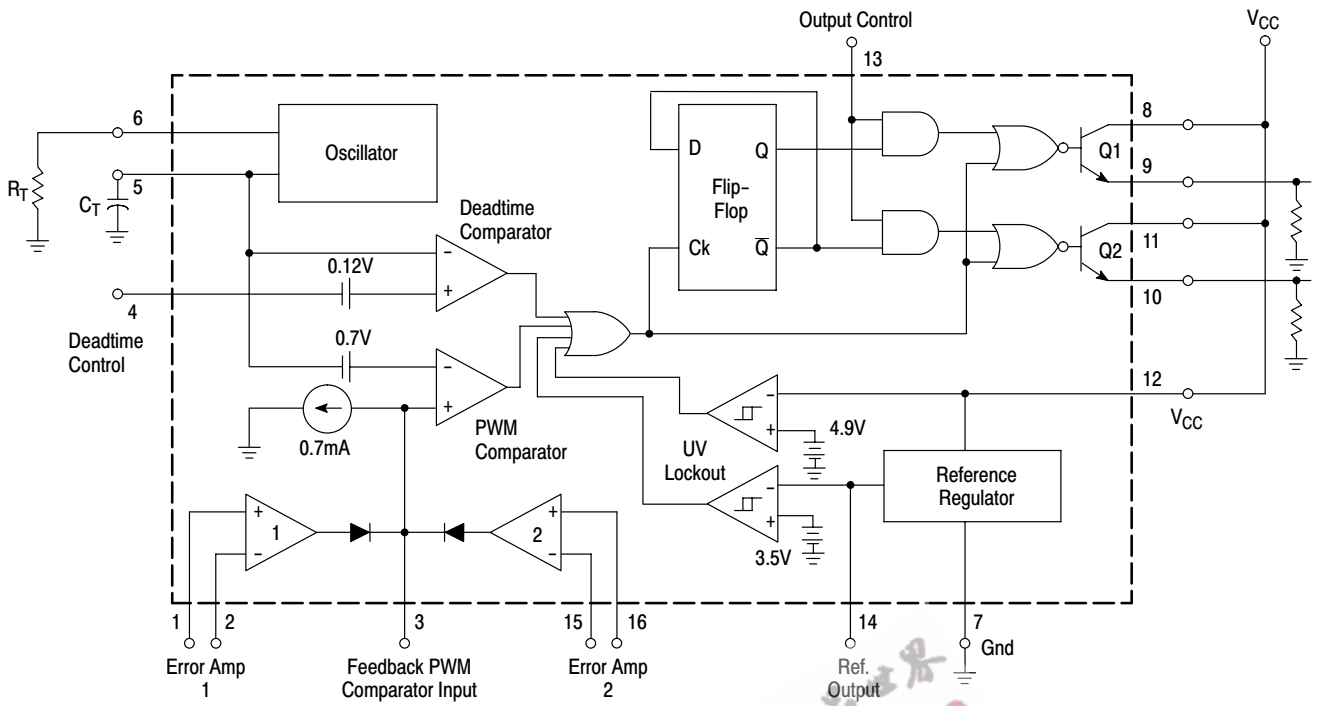 Output Control
13
VCC
6
Oscillator
RT
5
CT
D
Q
Flip-
Flop
Ck
Q
8
Q1
9
11
Q2
10
Deadtime
Comparator
0.12V
-
+
4
Deadtime
Control
0.7V
-
+
0.7mA
PWM
Comparator
UV
Lockout
-
+
4.9V
-
+
3.5V
12
VCC
Reference
Regulator
+
-
1
2
+
-
1
2
3
15
16
14
7
Gnd
Error Amp
1
Feedback PWM
Comparator Input
Error Amp
2
Ref.
Output